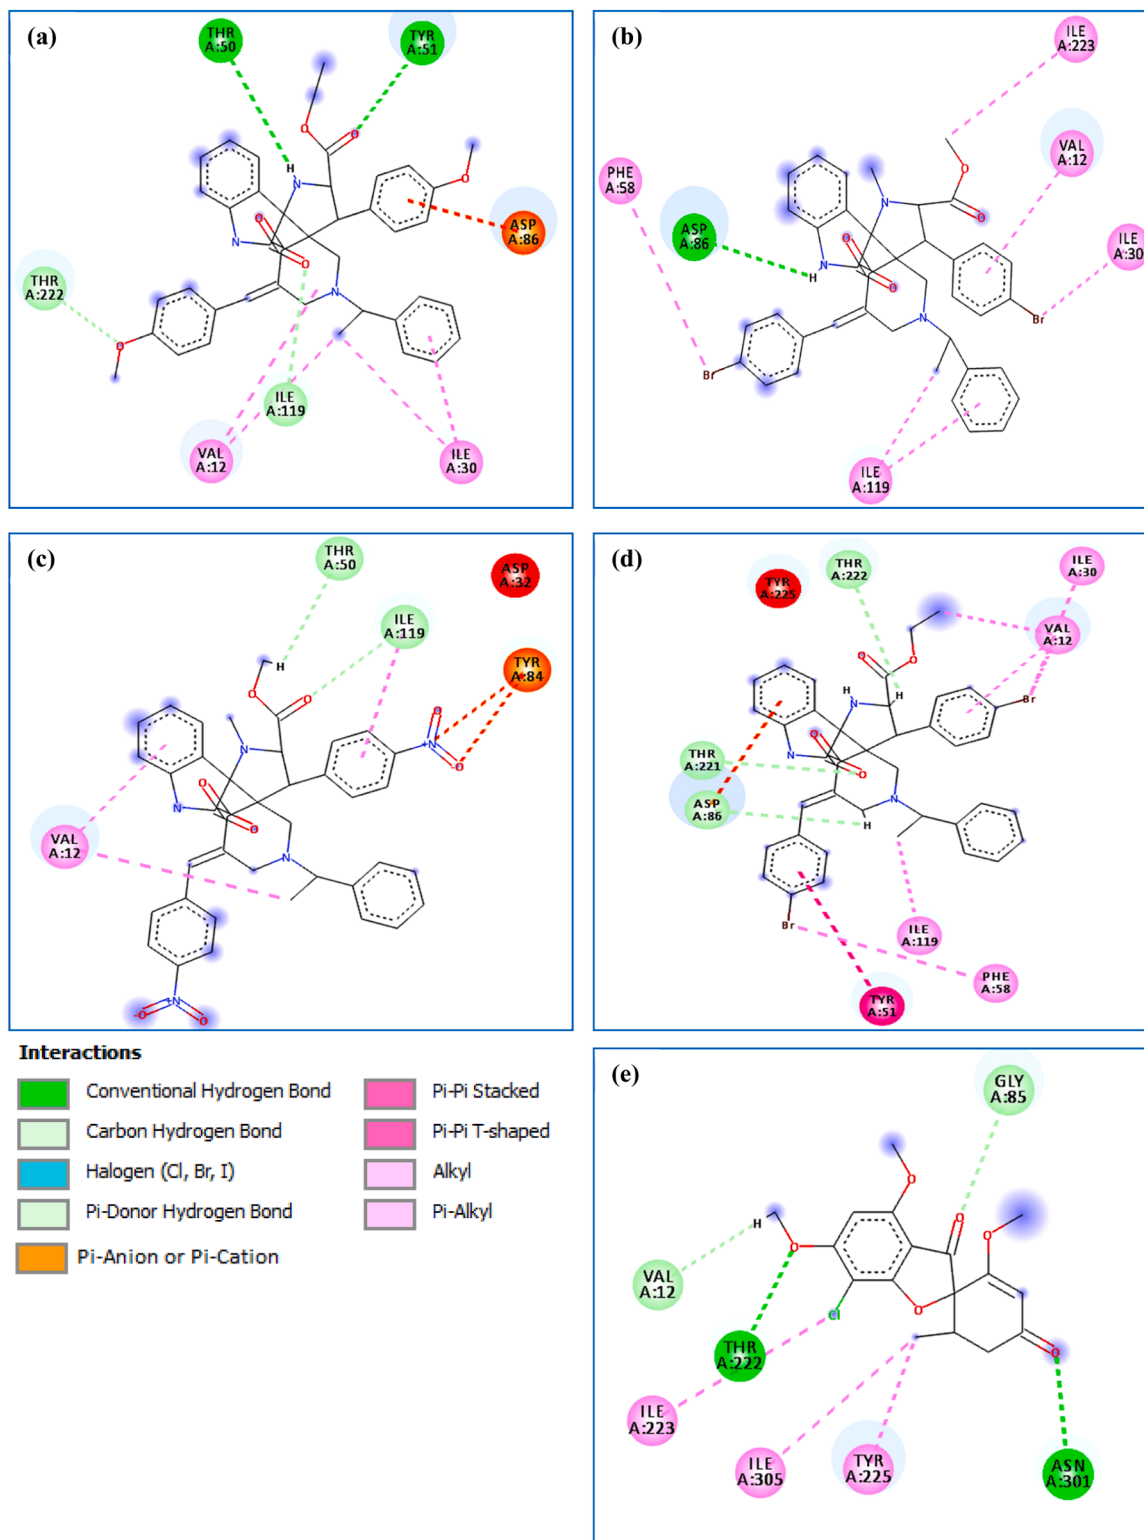 (a)
THR
A:50
TYR
A:51
O
O
H
N
O
O
ASP
A:86
N
O
O
THR
A:222
N
O
ILE
A:119
VAL
A:12
ILE
A:30
(b)
ILE
A:223
PHE
A:58
VAL
A:12
ASP
A:86
N
O
O
ILE
A:30
N
H
O
O
Br
N
Br
ILE
A:119
(c)
THR
A:50
ASP
A:32
ILE
A:119
TYR
A:84
H
O
O
O
+N
-O
N
N
O
O
VAL
A:12
N
+N
-O
O
(d)
TYR
A:225
THR
A:222
ILE
A:30
VAL
A:12
O
O
H
N
H
Br
O
N
O
THR
A:221
ASP
A:86
N
H
Br
ILE
A:119
PHE
A:58
TYR
A:51
Interactions
Conventional Hydrogen Bond
Carbon Hydrogen Bond
Halogen (Cl, Br, I)
Pi-Donor Hydrogen Bond
Pi-Anion or Pi-Cation
Pi-Pi Stacked
Pi-Pi T-shaped
Alkyl
Pi-Alkyl
(e)
GLY
A:85
O
H
O
O
O
VAL
A:12
Cl
O
O
THR
A:222
ILE
A:223
ILE
A:305
TYR
A:225
ASN
A:301